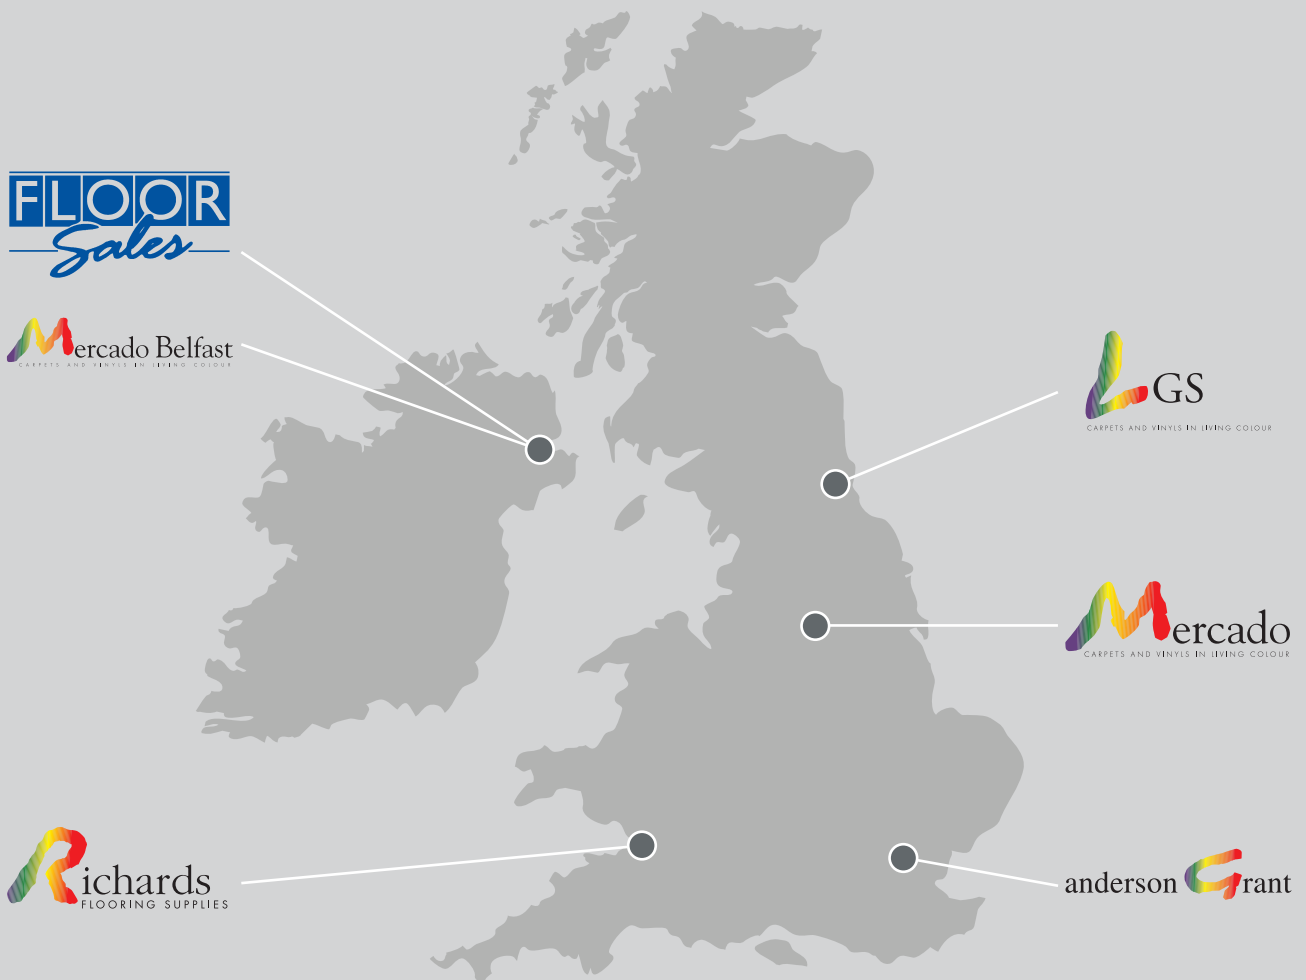 FLOOR
Sales
Mercado Belfast
CARPETS AND VINYLS IN LIVING COLOUR
LGS
CARPETS AND VINYLS IN LIVING COLOUR
Mercado
CARPETS AND VINYLS IN LIVING COLOUR
Richards
FLOORING SUPPLIES
anderson Grant